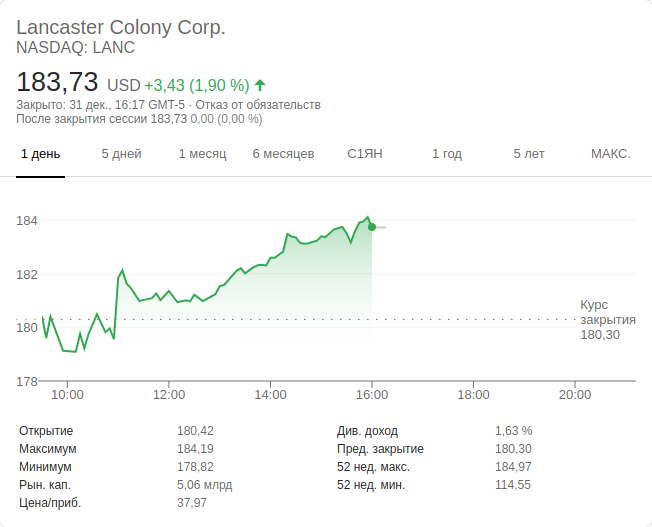 Lancaster Colony Corp.
NASDAQ: LANC
183,73 USD +3,43 (1,90 %)
Закрыто: 31 дек., 16:17 GMT-5 · Отказ от обязательств
После закрытия сессии 183,73 0,00 (0,00 %)
1 день 5 дней 1 месяц 6 месяцев С1ЯН 1 год 5 лет МАКС.
184
182
180
178
Курс
закрытия
180,30
10:00 12:00 14:00 16:00 18:00 20:00
Открытие 180,42 Див. доход 1,63 %
Максимум 184,19 Пред. закрытие 180,30
Минимум 178,82 52 нед. макс. 184,97
Рын. кап. 5,06 млрд 52 нед. мин. 114,55
Цена/приб. 37,97